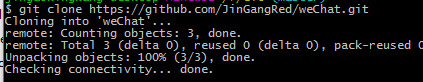 $ git clone https://github.com/JinGangRed/weChat.git
Cloning into 'weChat'...
remote: Counting objects: 3, done.
remote: Total 3 (delta 0), reused 0 (delta 0), pack-reused 0
Unpacking objects: 100% (3/3), done.
Checking connectivity... done.